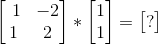 [1 -2
1 2] * [1
1] = [?]